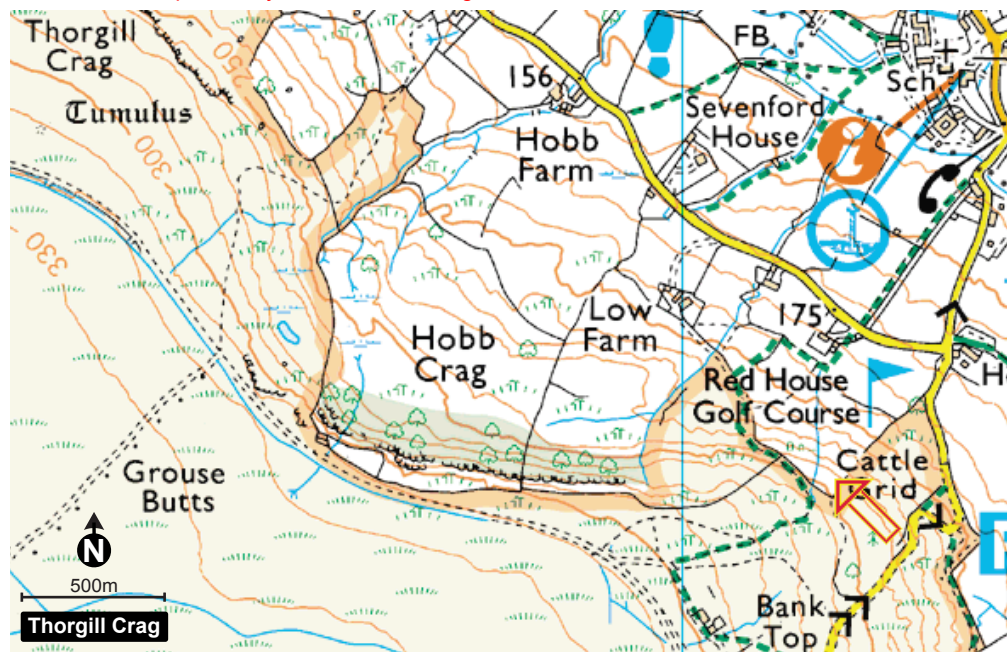 Thorgill
Crag
Tumulus
250
300
330
156
Hobb
Farm
FB
Sch
Sevenford
House
Low
Farm
175
Hobb
Crag
Red House
Golf Course
Cattle
Grouse
Butts
Bank
Top
N
500m
Thorgill Crag